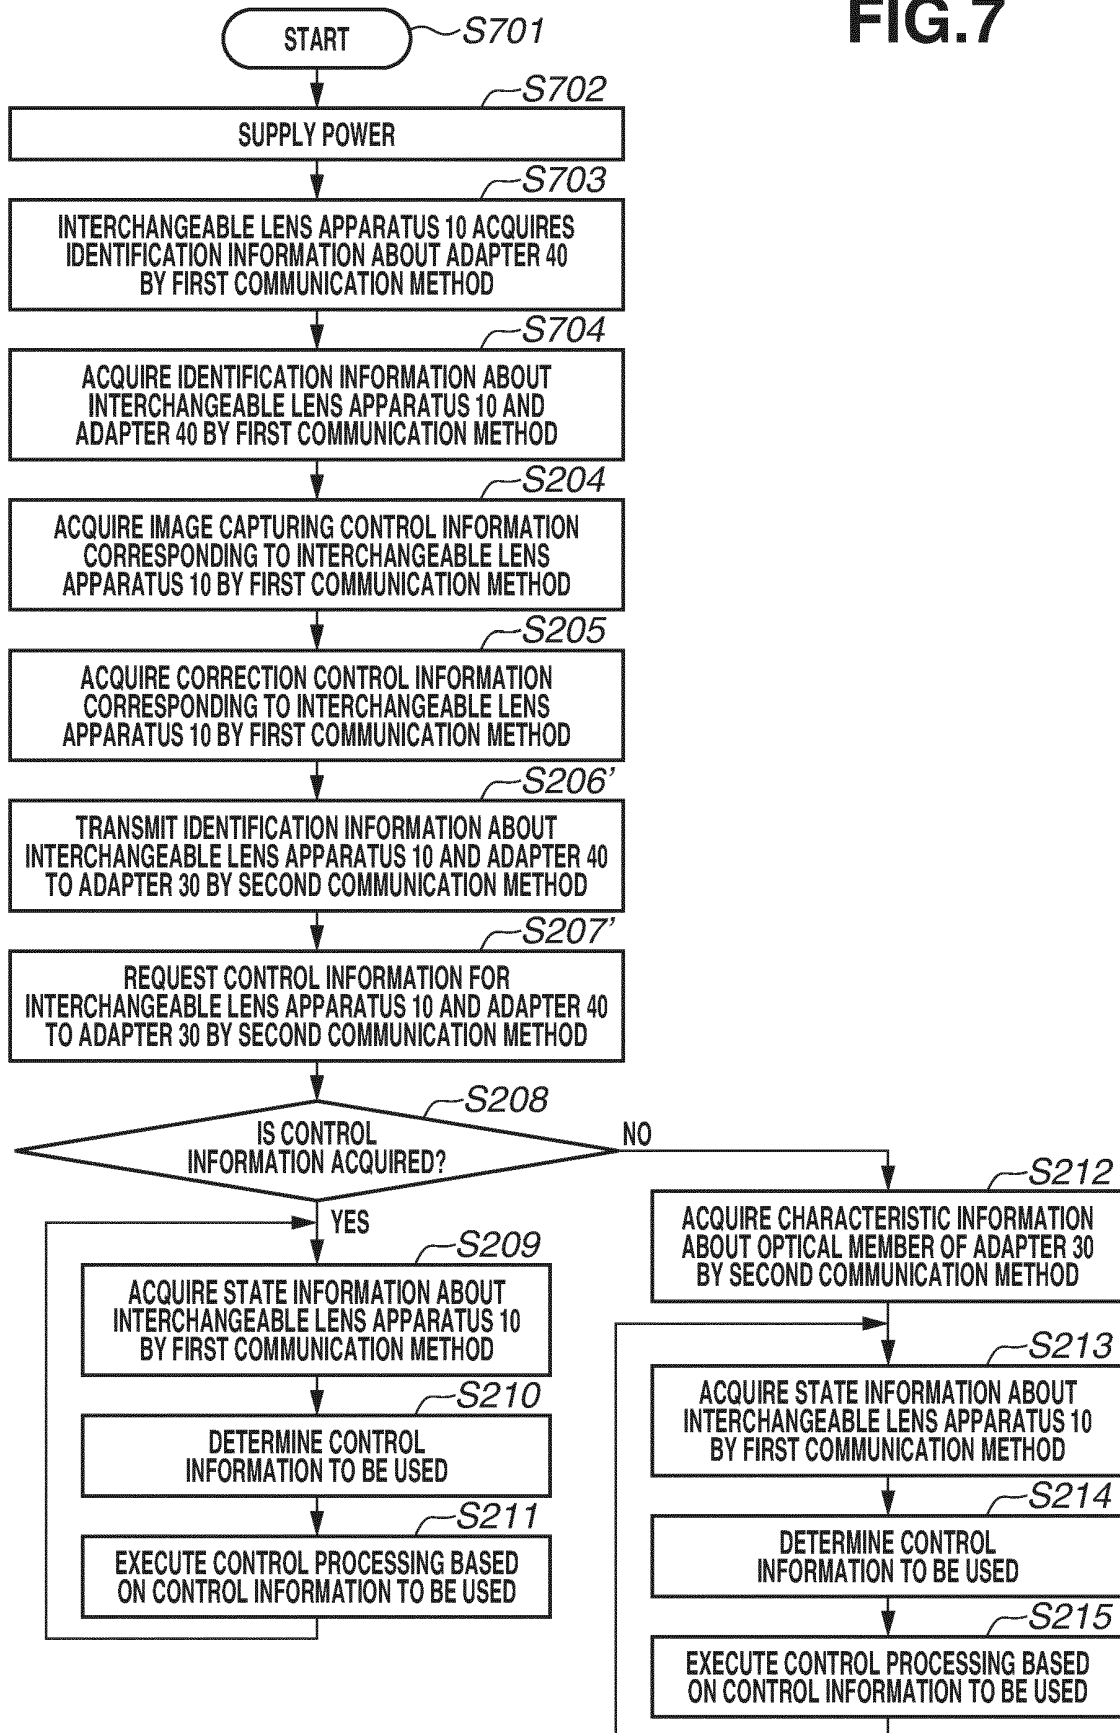 FIG.7
START
S701
S702
SUPPLY POWER
S703
INTERCHANGEABLE LENS APPARATUS 10 ACQUIRES
IDENTIFICATION INFORMATION ABOUT ADAPTER 40
BY FIRST COMMUNICATION METHOD
S704
ACQUIRE IDENTIFICATION INFORMATION ABOUT
INTERCHANGEABLE LENS APPARATUS 10 AND
ADAPTER 40 BY FIRST COMMUNICATION METHOD
S204
ACQUIRE IMAGE CAPTURING CONTROL INFORMATION
CORRESPONDING TO INTERCHANGEABLE LENS
APPARATUS 10 BY FIRST COMMUNICATION METHOD
S205
ACQUIRE CORRECTION CONTROL INFORMATION
CORRESPONDING TO INTERCHANGEABLE LENS
APPARATUS 10 BY FIRST COMMUNICATION METHOD
S206’
TRANSMIT IDENTIFICATION INFORMATION ABOUT
INTERCHANGEABLE LENS APPARATUS 10 AND ADAPTER 40
TO ADAPTER 30 BY SECOND COMMUNICATION METHOD
S207’
REQUEST CONTROL INFORMATION FOR
INTERCHANGEABLE LENS APPARATUS 10 AND ADAPTER 40
TO ADAPTER 30 BY SECOND COMMUNICATION METHOD
S208
IS CONTROL
INFORMATION ACQUIRED?
NO
YES
S209
ACQUIRE STATE INFORMATION ABOUT
INTERCHANGEABLE LENS APPARATUS 10
BY FIRST COMMUNICATION METHOD
S210
DETERMINE CONTROL
INFORMATION TO BE USED
S211
EXECUTE CONTROL PROCESSING BASED
ON CONTROL INFORMATION TO BE USED
S212
ACQUIRE CHARACTERISTIC INFORMATION
ABOUT OPTICAL MEMBER OF ADAPTER 30
BY SECOND COMMUNICATION METHOD
S213
ACQUIRE STATE INFORMATION ABOUT
INTERCHANGEABLE LENS APPARATUS 10
BY FIRST COMMUNICATION METHOD
S214
DETERMINE CONTROL
INFORMATION TO BE USED
S215
EXECUTE CONTROL PROCESSING BASED
ON CONTROL INFORMATION TO BE USED